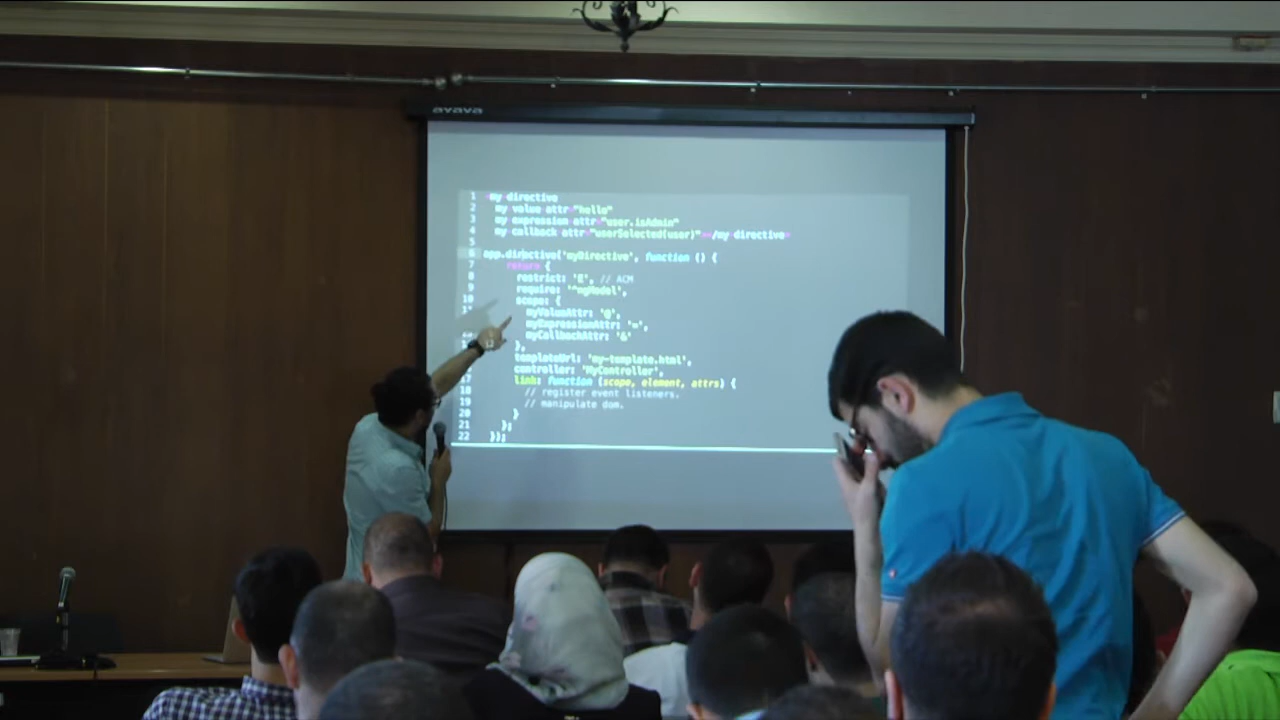 AVAYA
1 <my-directive
2 my-value-attr="hello"
3 my-expression-attr="user.isAdmin"
4 my-callback-attr="userSelected(user)"></my-directive>
5
6 app.directive('myDirective', function () {
7 return {
8 restrict: 'E', // ACM
9 require: '^ngModel',
10 scope: {
11 myValueAttr: '@',
myExpressionAttr: '=',
myCallbackAttr: '&'
},
templateUrl: 'my-template.html',
controller: 'MyController',
17 link: function (scope, element, attrs) {
18 // register event listeners.
19 // manipulate dom.
20 }
21 };
22 });